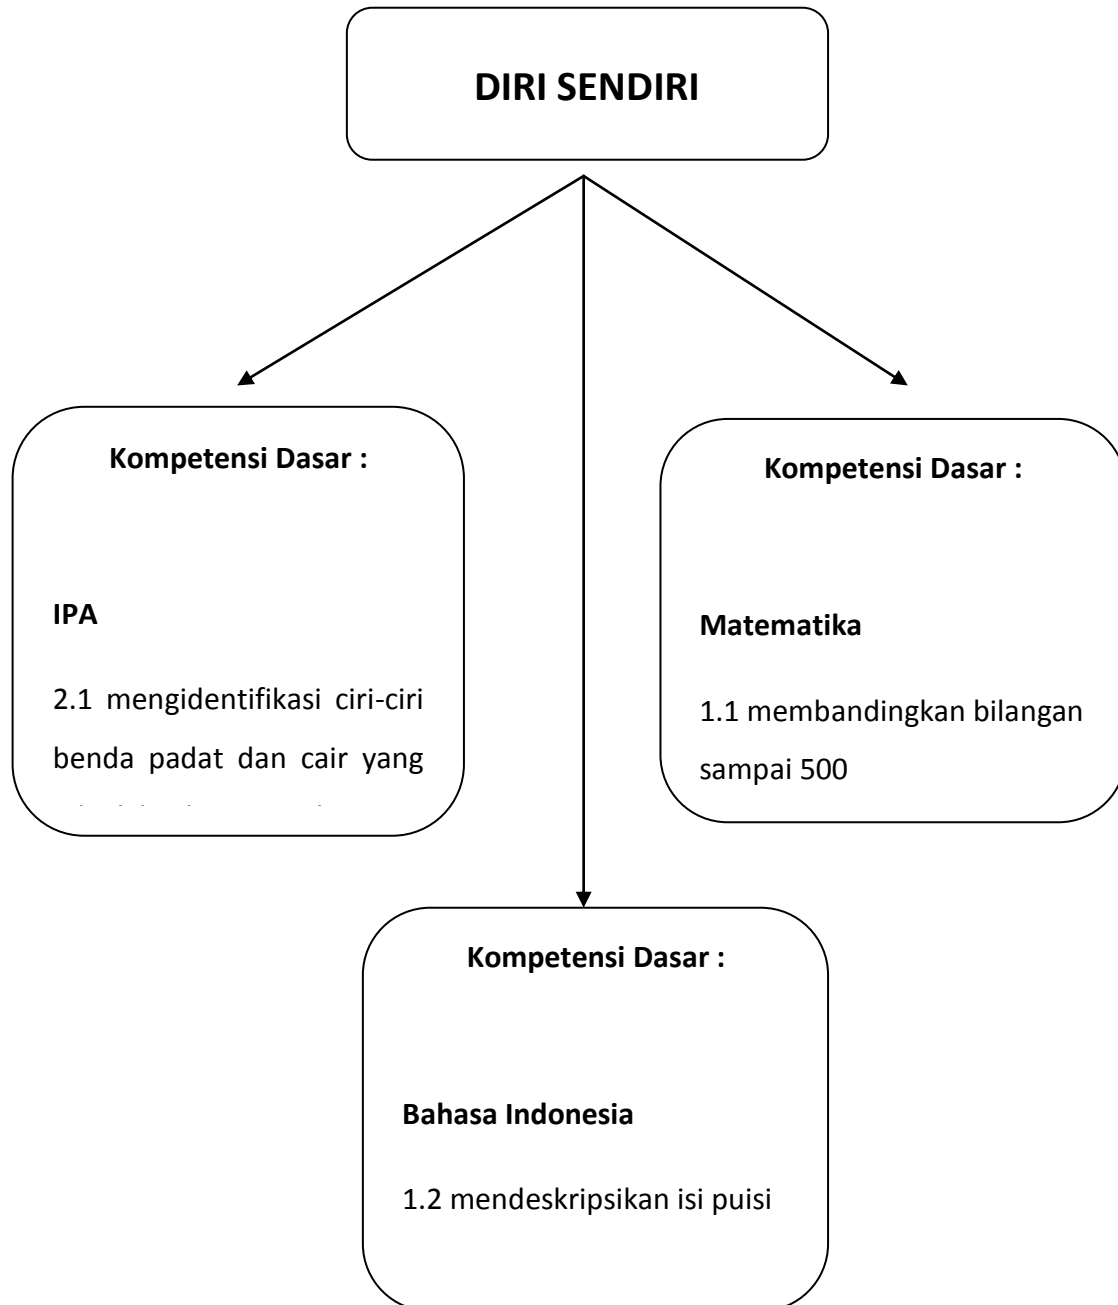 DIRI SENDIRI
Kompetensi Dasar :
IPA
2.1 mengidentifikasi ciri-ciri
benda padat dan cair yang
Kompetensi Dasar :
Matematika
1.1 membandingkan bilangan
sampai 500
Kompetensi Dasar :
Bahasa Indonesia
1.2 mendeskripsikan isi puisi